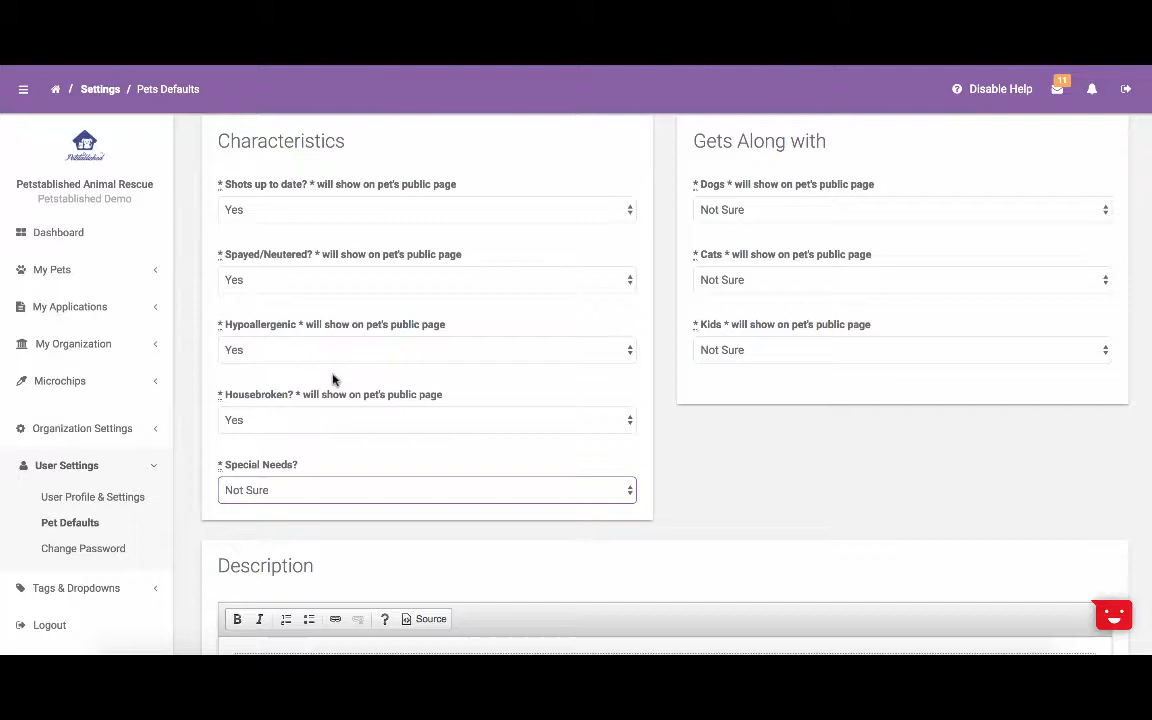 Settings / Pets Defaults
Disable Help
11
Petstablished
Petstablished Animal Rescue
Petstablished Demo
Dashboard
My Pets
My Applications
My Organization
Microchips
Organization Settings
User Settings
User Profile & Settings
Pet Defaults
Change Password
Tags & Dropdowns
Logout
Characteristics
* Shots up to date? * will show on pet's public page
Yes
* Spayed/Neutered? * will show on pet's public page
Yes
* Hypoallergenic * will show on pet's public page
Yes
* Housebroken? * will show on pet's public page
Yes
* Special Needs?
Not Sure
Gets Along with
* Dogs * will show on pet's public page
Not Sure
* Cats * will show on pet's public page
Not Sure
* Kids * will show on pet's public page
Not Sure
Description
B I ? Source